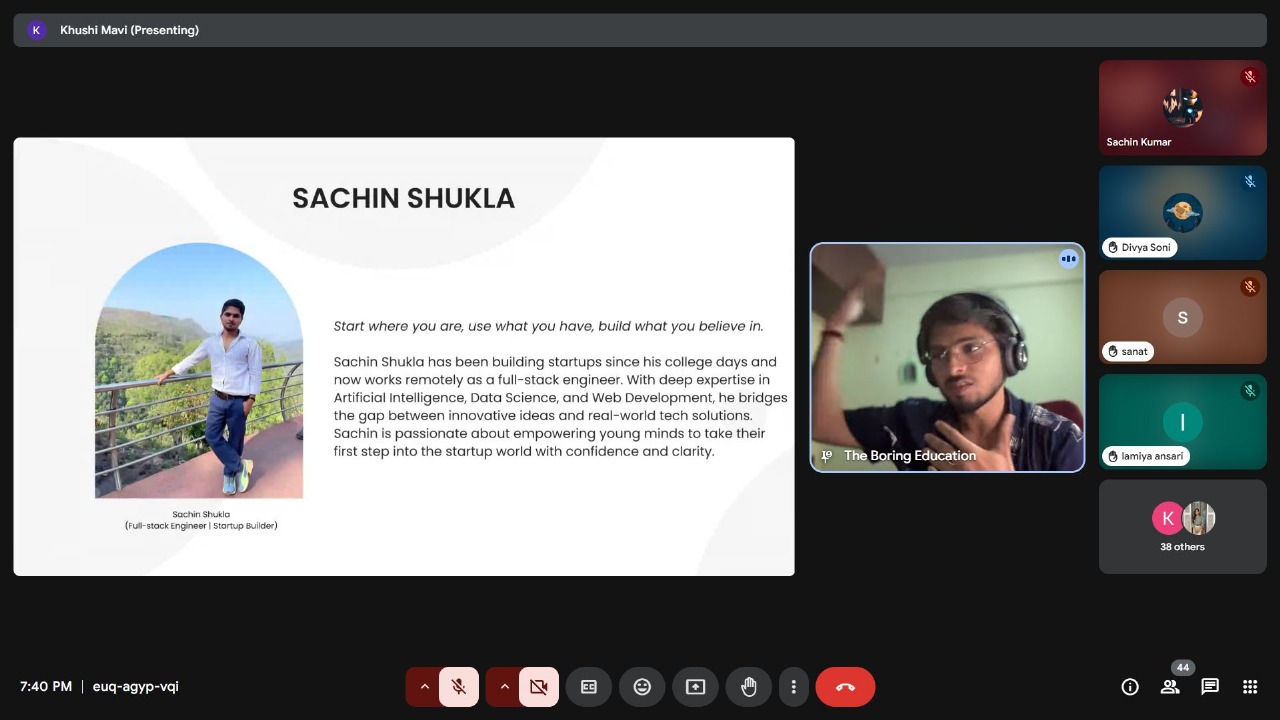 K Khushi Mavi (Presenting)
SACHIN SHUKLA
Start where you are, use what you have, build what you believe in.
Sachin Shukla has been building startups since his college days and
now works remotely as a full-stack engineer. With deep expertise in
Artificial Intelligence, Data Science, and Web Development, he bridges
the gap between innovative ideas and real-world tech solutions.
Sachin is passionate about empowering young minds to take their
first step into the startup world with confidence and clarity.
Sachin Shukla
(Full-stack Engineer | Startup Builder)
The Boring Education
Sachin Kumar
Divya Soni
S
sanat
I
lamiya ansari
K
38 others
7:40 PM | euq-agyp-vqi
CC
44